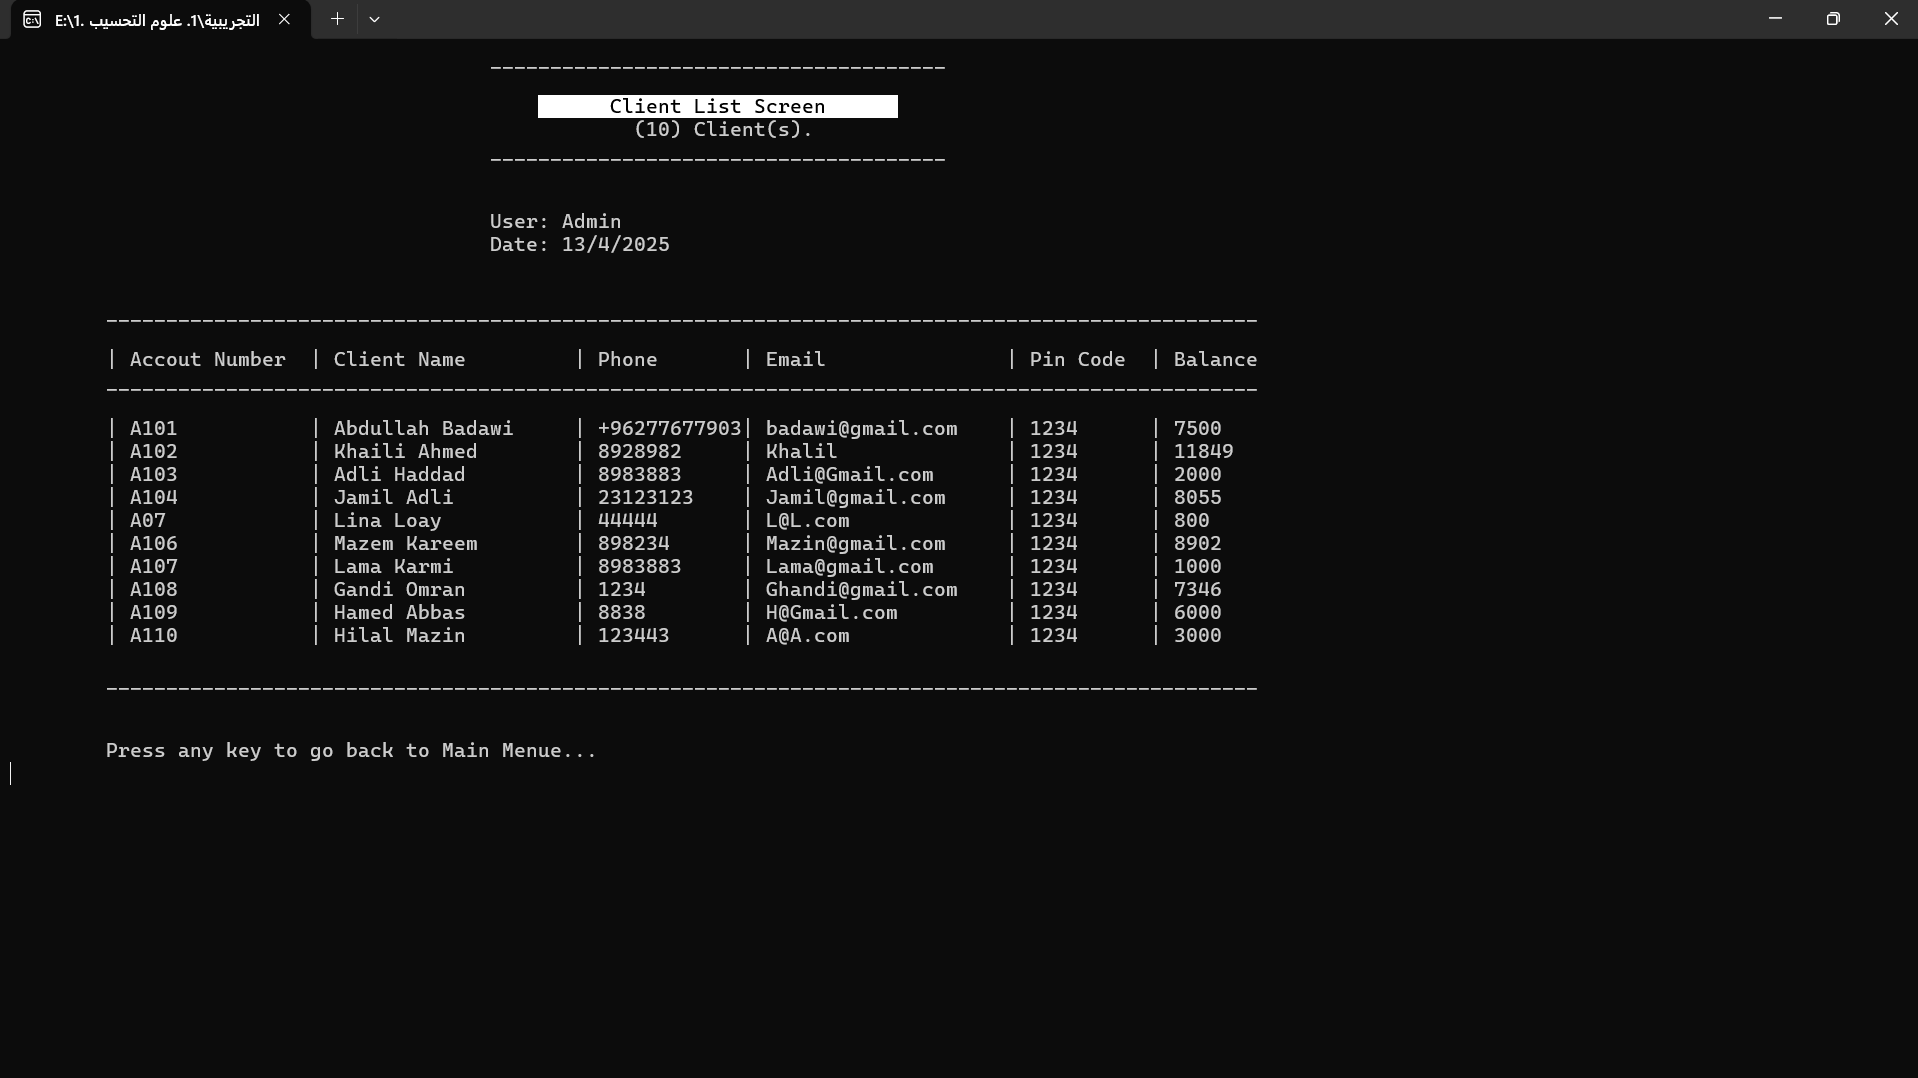 E:\1. علوم التحسيب .1\التجريبية
-------------------------------------
Client List Screen
(10) Client(s).
-------------------------------------
User: Admin
Date: 13/4/2025
------------------------------------------------------------------------------------------------
| Accout Number | Client Name | Phone | Email | Pin Code | Balance
------------------------------------------------------------------------------------------------
| A101 | Abdullah Badawi | +96277677903| badawi@gmail.com | 1234 | 7500
| A102 | Khaili Ahmed | 8928982 | Khalil | 1234 | 11849
| A103 | Adli Haddad | 8983883 | Adli@Gmail.com | 1234 | 2000
| A104 | Jamil Adli | 23123123 | Jamil@gmail.com | 1234 | 8055
| A07 | Lina Loay | 44444 | L@L.com | 1234 | 800
| A106 | Mazem Kareem | 898234 | Mazin@gmail.com | 1234 | 8902
| A107 | Lama Karmi | 8983883 | Lama@gmail.com | 1234 | 1000
| A108 | Gandi Omran | 1234 | Ghandi@gmail.com | 1234 | 7346
| A109 | Hamed Abbas | 8838 | H@Gmail.com | 1234 | 6000
| A110 | Hilal Mazin | 123443 | A@A.com | 1234 | 3000
------------------------------------------------------------------------------------------------
Press any key to go back to Main Menue...